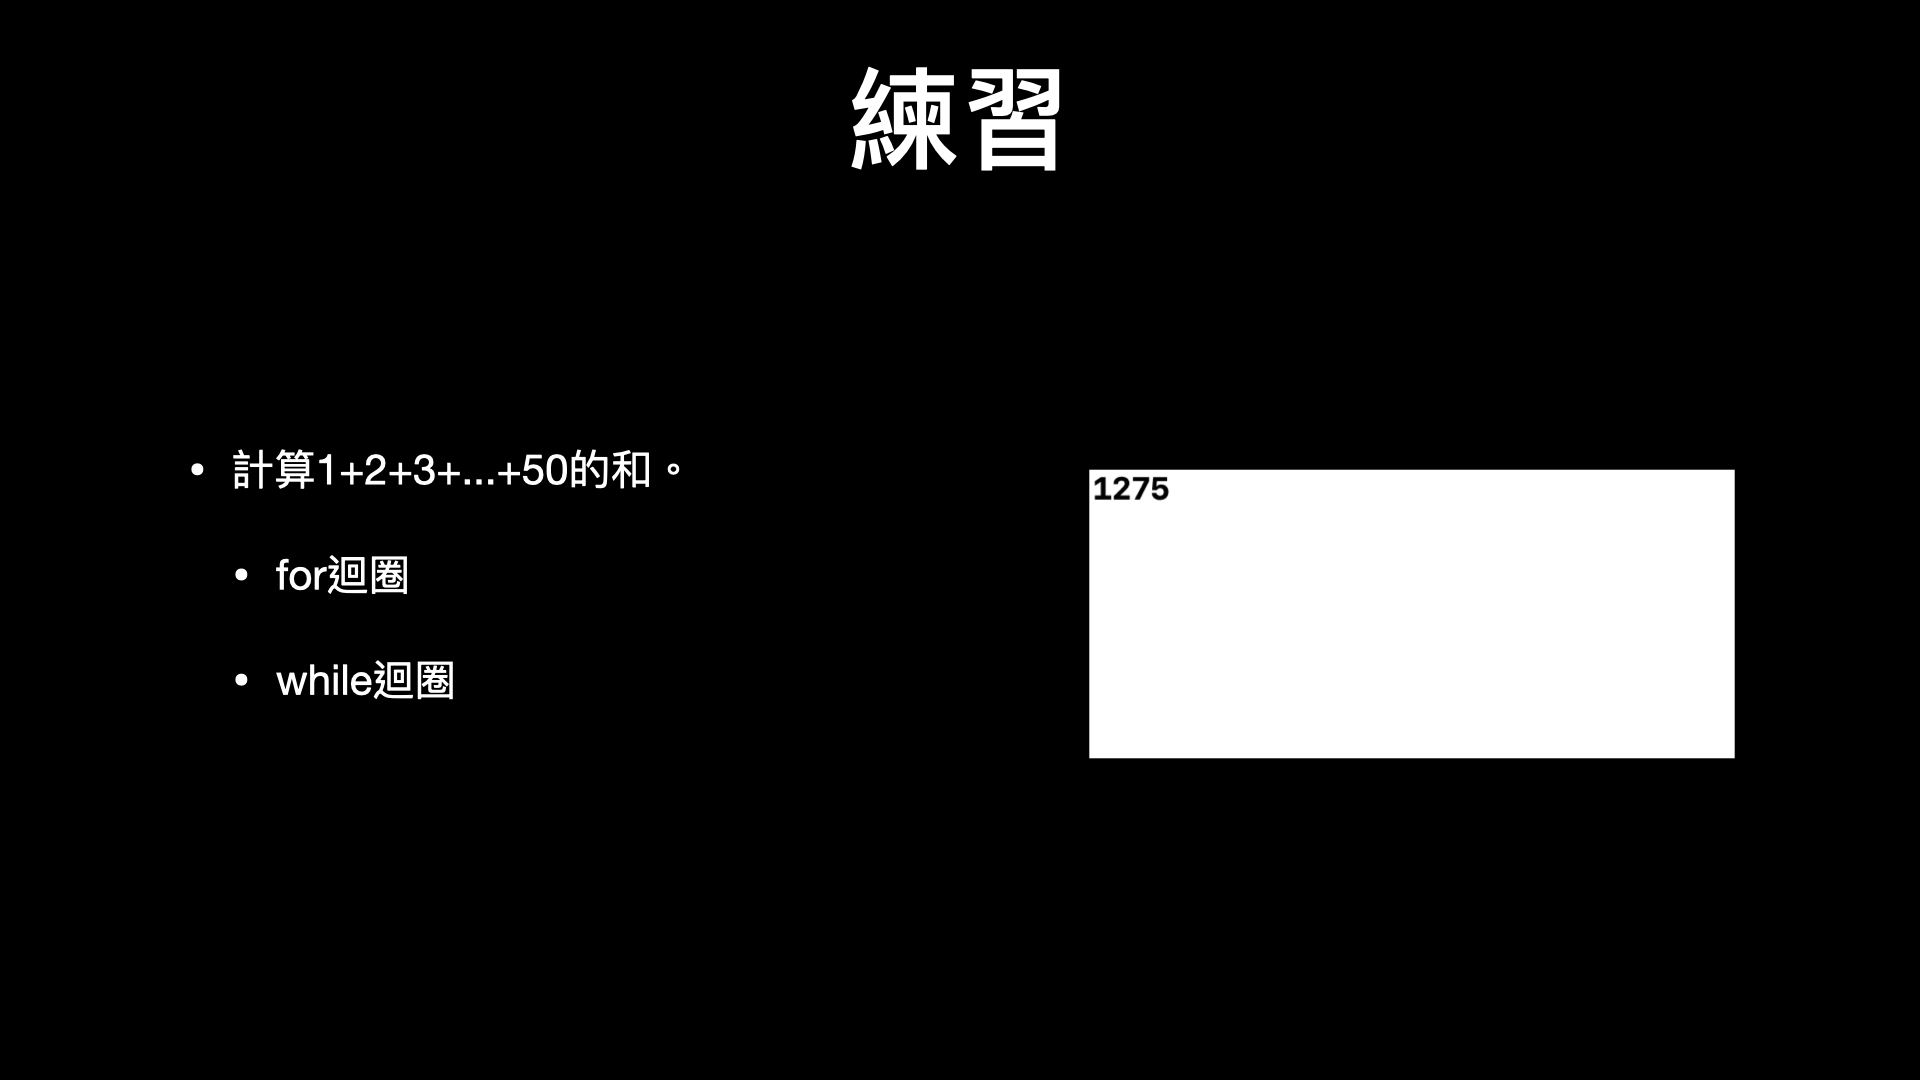 練習
• 計算1+2+3+...+50的和。
• for迴圈
• while迴圈
1275